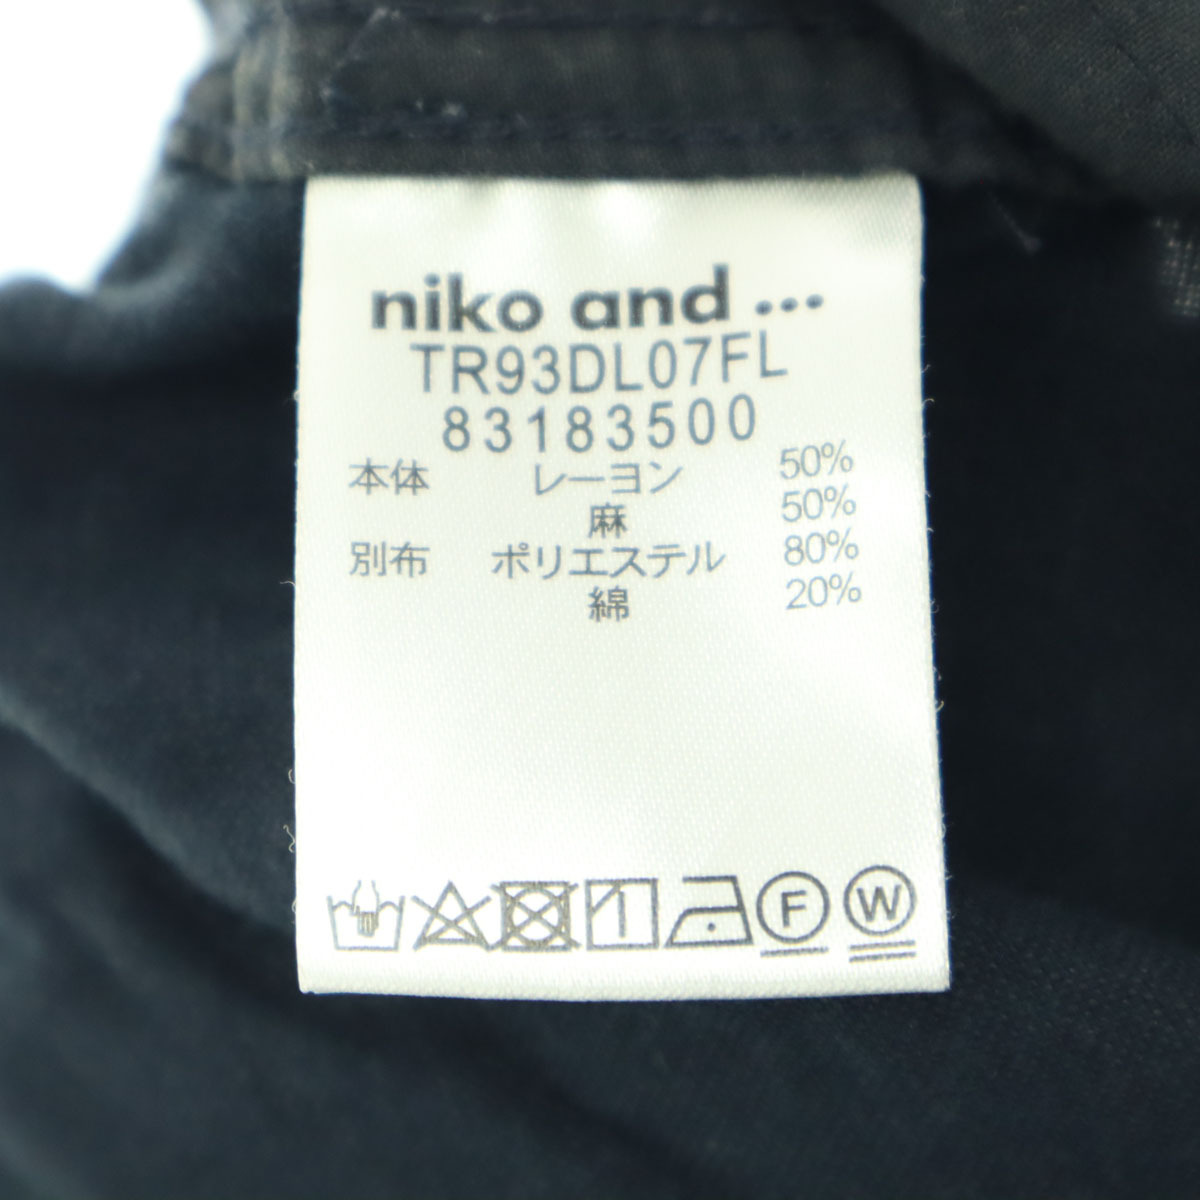 niko and ...
TR93DL07FL
83183500
本体 レーヨン 50%
麻 50%
別布 ポリエステル 80%
綿 20%
F W